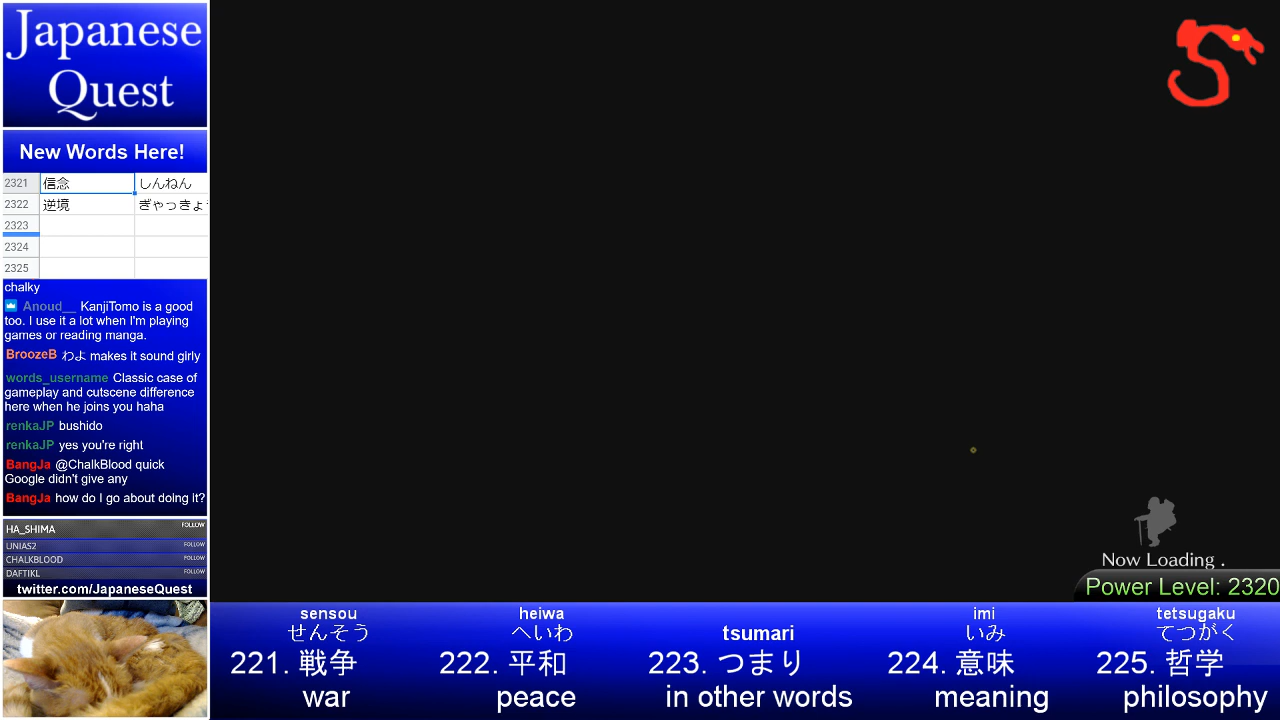 Japanese
Quest
New Words Here!
2321 信念 しんねん
2322 逆境 ぎゃっきょ
2323
2324
2325
chalky
Anoud__ KanjiTomo is a good
too. I use it a lot when I'm playing
games or reading manga.
BroozeB わよ makes it sound girly
words_username Classic case of
gameplay and cutscene difference
here when he joins you haha
renkaJP bushido
renkaJP yes you're right
BangJa @ChalkBlood quick
Google didn't give any
BangJa how do I go about doing it?
HA_SHIMA FOLLOW
UNIAS2 FOLLOW
CHALKBLOOD FOLLOW
DAFTIKL FOLLOW
twitter.com/JapaneseQuest
Now Loading .
Power Level: 2320
sensou
せんそう
221. 戦争
war
heiwa
へいわ
222. 平和
peace
tsumari
223. つまり
in other words
imi
いみ
224. 意味
meaning
tetsugaku
てつがく
225. 哲学
philosophy